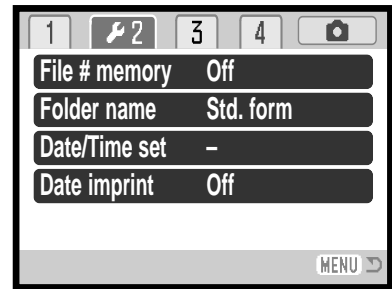 1 2 3 4
File # memory Off
Folder name Std. form
Date/Time set –
Date imprint Off
MENU